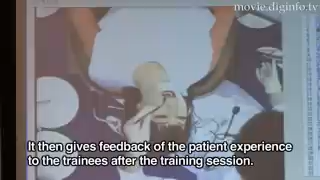 movie.diginfo.tv
It then gives feedback of the patient experience
to the trainees after the training session.